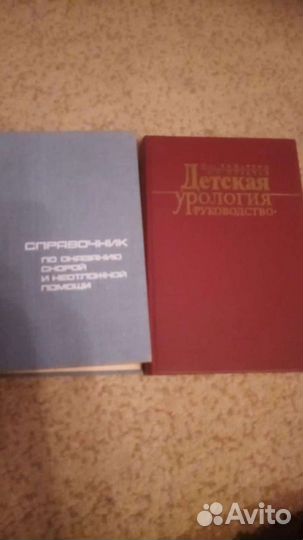 СПРАВОЧНИК
ПО ОКАЗАНИЮ
СКОРОЙ
И НЕОТЛОЖНОЙ
ПОМОЩИ
Детская
урология
РУКОВОДСТВО
Avito